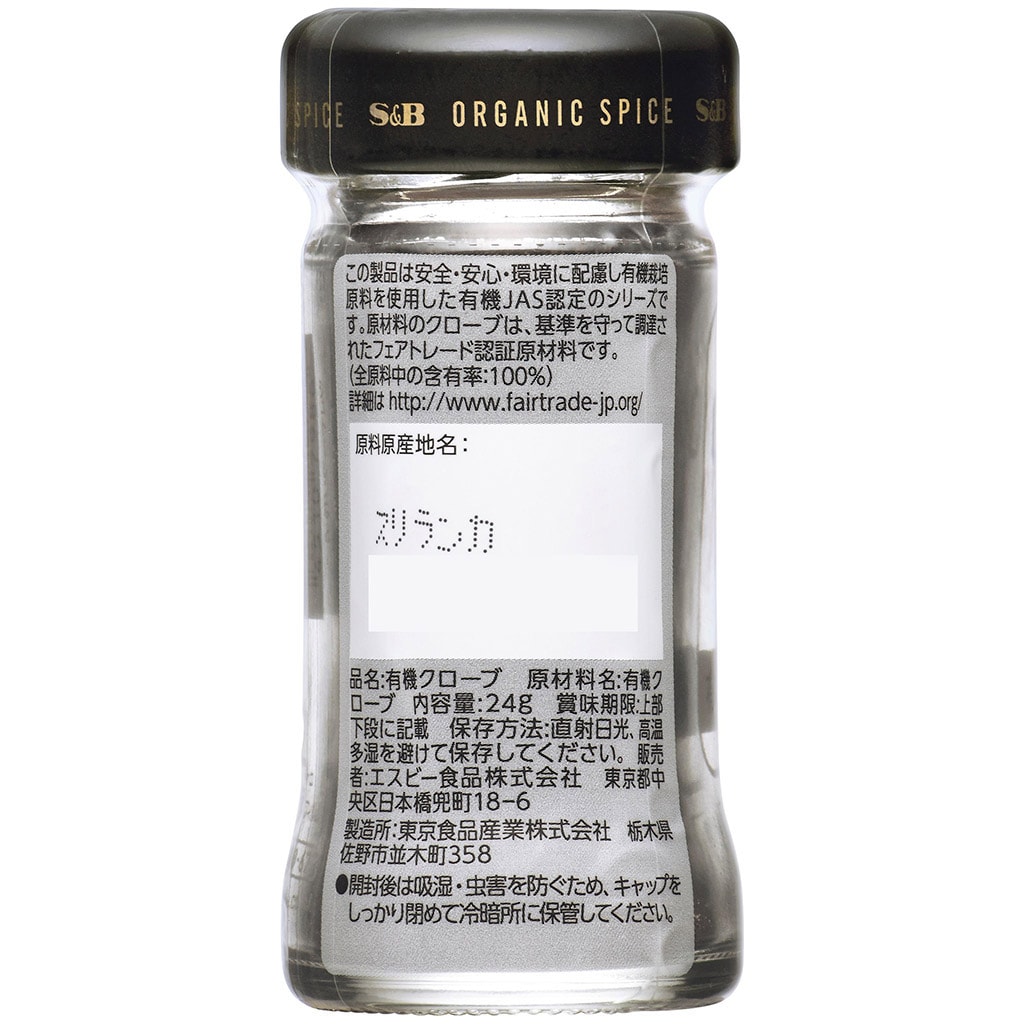 SPICE S&B ORGANIC SPICE S&B
この製品は安全・安心・環境に配慮し有機栽培
原料を使用した有機JAS認定のシリーズで
す。原材料のクローブは、基準を守って調達さ
れたフェアトレード認証原材料です。
(全原料中の含有率:100%)
詳細は http://www.fairtrade-jp.org/
原料原産地名：
スリランカ
品名:有機クローブ 原材料名:有機ク
ローブ 内容量:24g 賞味期限:上部
下段に記載 保存方法:直射日光、高温
多湿を避けて保存してください。 販売
者:エスビー食品株式会社 東京都中
央区日本橋兜町18-6
製造所:東京食品産業株式会社 栃木県
佐野市並木町358
●開封後は吸湿・虫害を防ぐため、キャップを
しっかり閉めて冷暗所に保管してください。